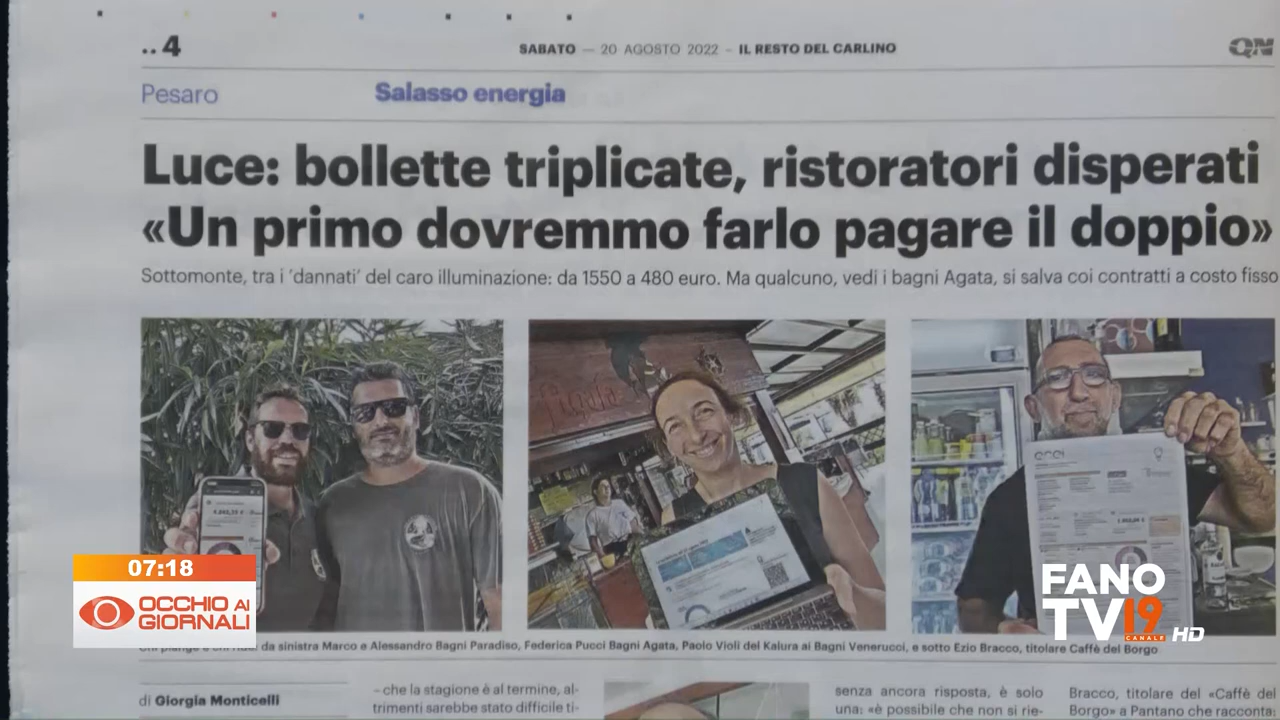 .. 4
SABATO — 20 AGOSTO 2022 – IL RESTO DEL CARLINO
QN
Pesaro
Salasso energia
Luce: bollette triplicate, ristoratori disperati
«Un primo dovremmo farlo pagare il doppio»
Sottomonte, tra i ‘dannati’ del caro illuminazione: da 1550 a 480 euro. Ma qualcuno, vedi i bagni Agata, si salva coi contratti a costo fisso
enel
07:18
OCCHIO AI
GIORNALI
FANO
TV19
CANALE
HD
da sinistra Marco e Alessandro Bagni Paradiso, Federica Pucci Bagni Agata, Paolo Violi del Kalura ai Bagni Venerucci, e sotto Ezio Bracco, titolare Caffè del Borgo
di Giorgia Monticelli
– che la stagione è al termine, al-
trimenti sarebbe stato difficile ti-
senza ancora risposta, è solo
una: «è possibile che non si rie-
Bracco, titolare del «Caffè del
Borgo» a Pantano che racconta: